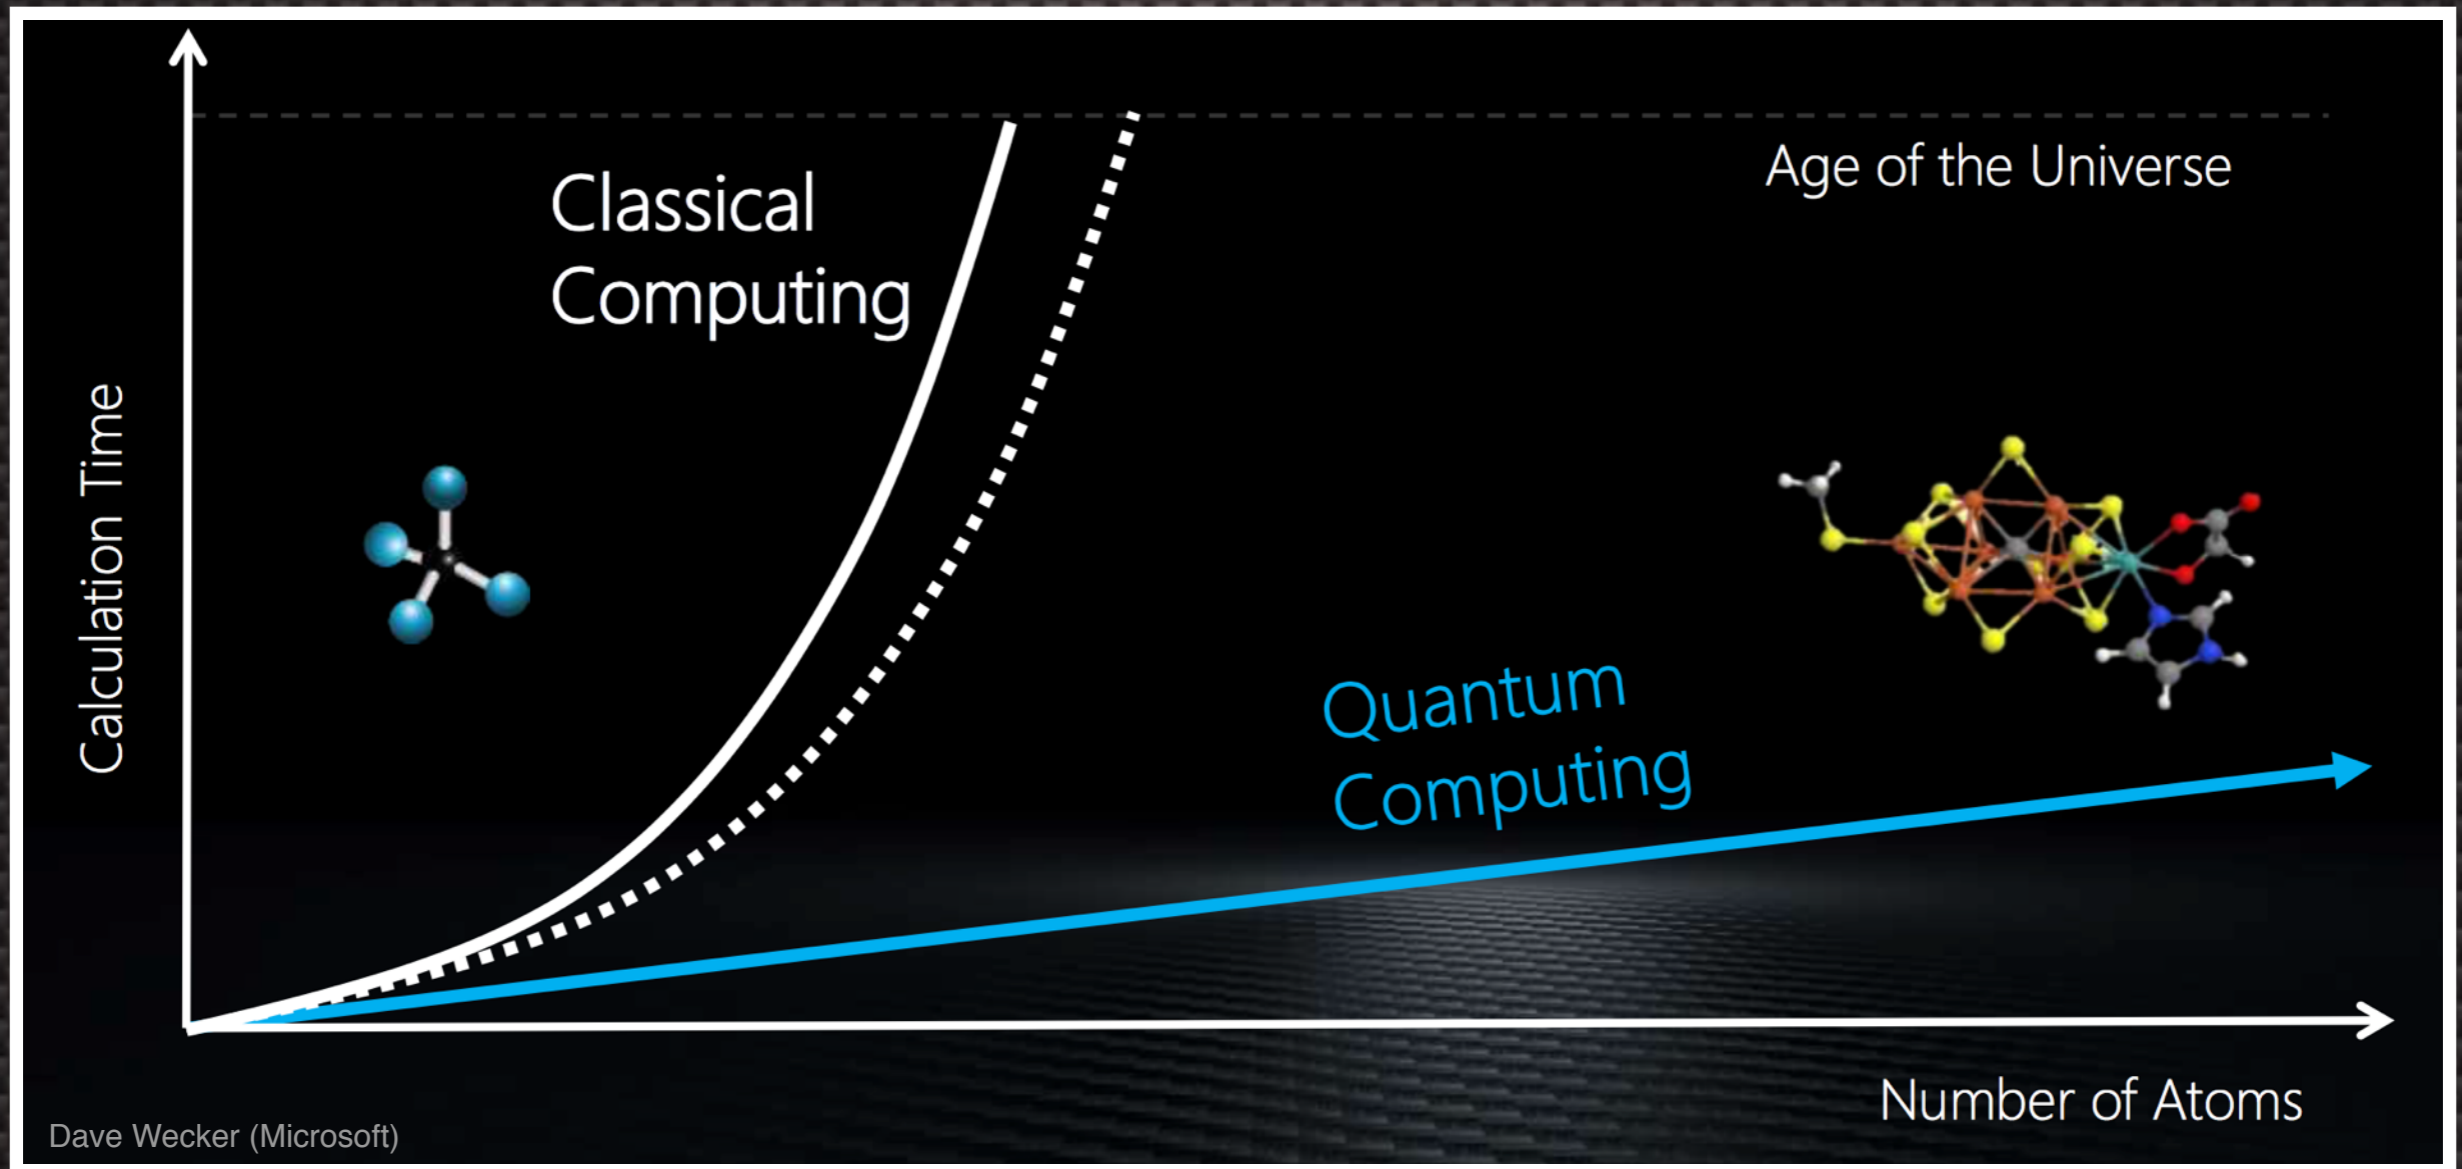 Classical
Computing
Age of the Universe
Calculation Time
Quantum
Computing
Number of Atoms
Dave Wecker (Microsoft)